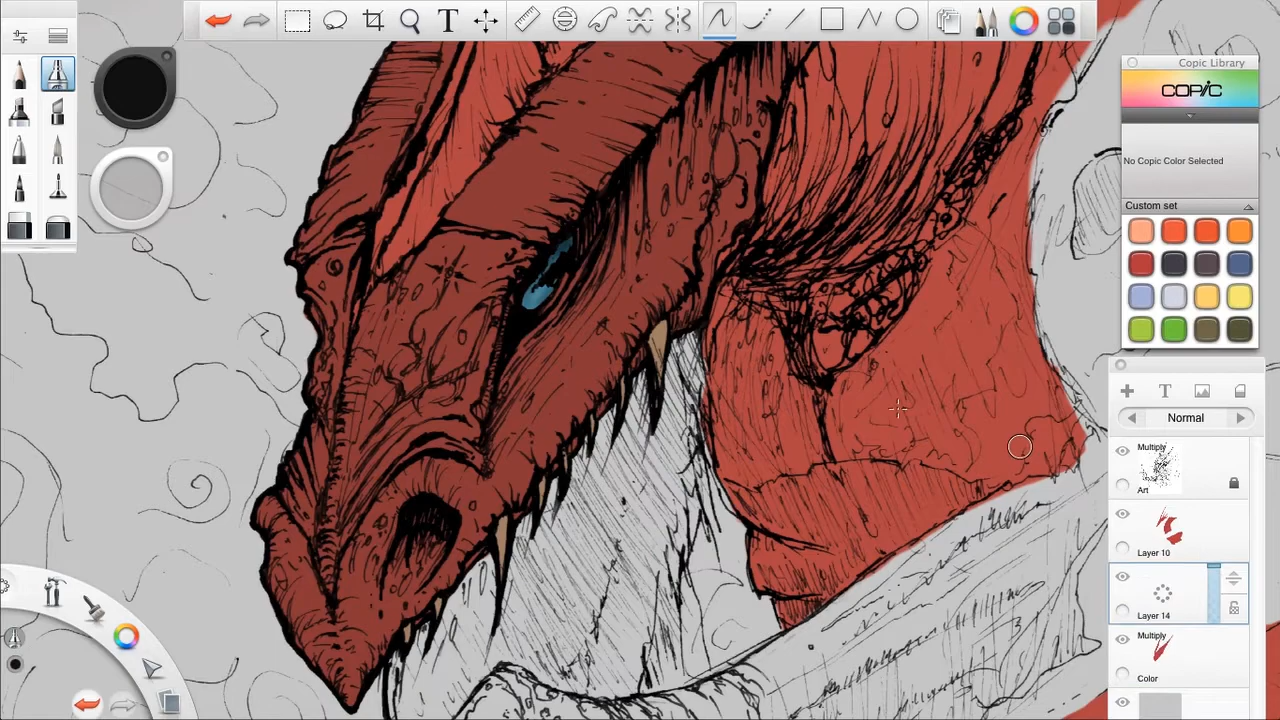 T
Copic Library
COPIC
No Copic Color Selected
Custom set
T
Normal
Multiply
Art
Layer 10
Layer 14
Multiply
Color